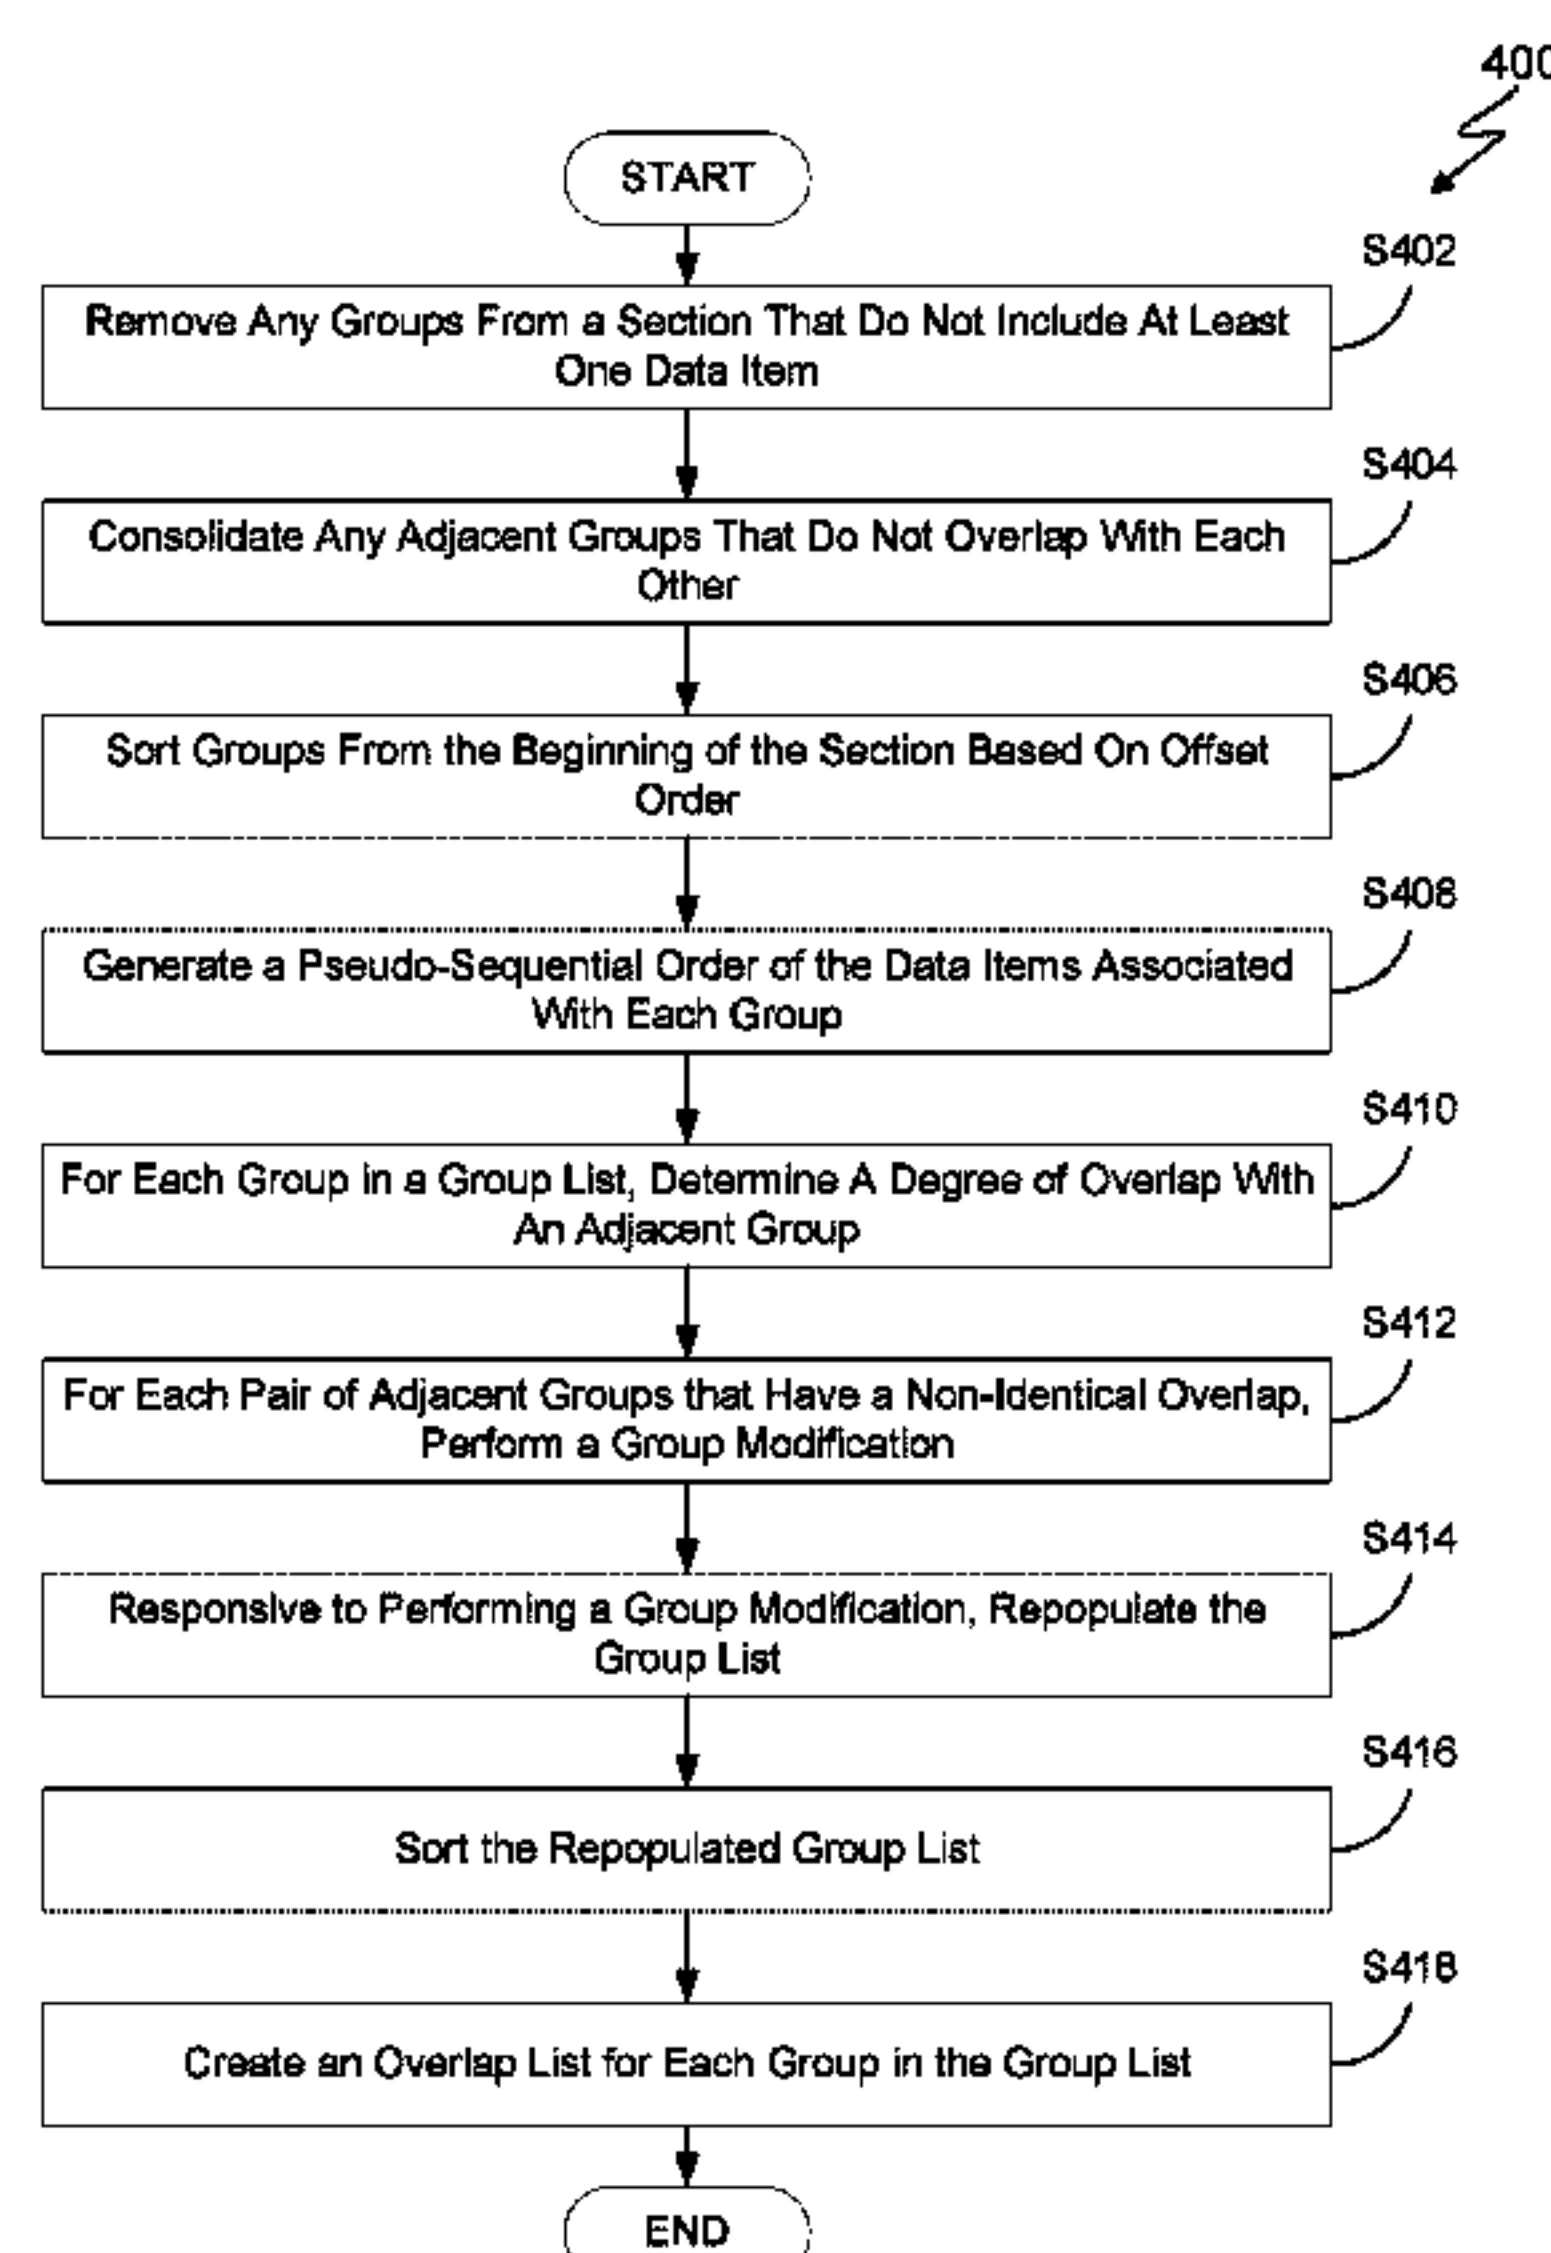 400
START
S402
Remove Any Groups From a Section That Do Not Include At Least
One Data Item
S404
Consolidate Any Adjacent Groups That Do Not Overlap With Each
Other
S406
Sort Groups From the Beginning of the Section Based On Offset
Order
S408
Generate a Pseudo-Sequential Order of the Data Items Associated
With Each Group
S410
For Each Group in a Group List, Determine A Degree of Overlap With
An Adjacent Group
S412
For Each Pair of Adjacent Groups that Have a Non-Identical Overlap,
Perform a Group Modification
S414
Responsive to Performing a Group Modification, Repopulate the
Group List
S416
Sort the Repopulated Group List
S418
Create an Overlap List for Each Group in the Group List
END